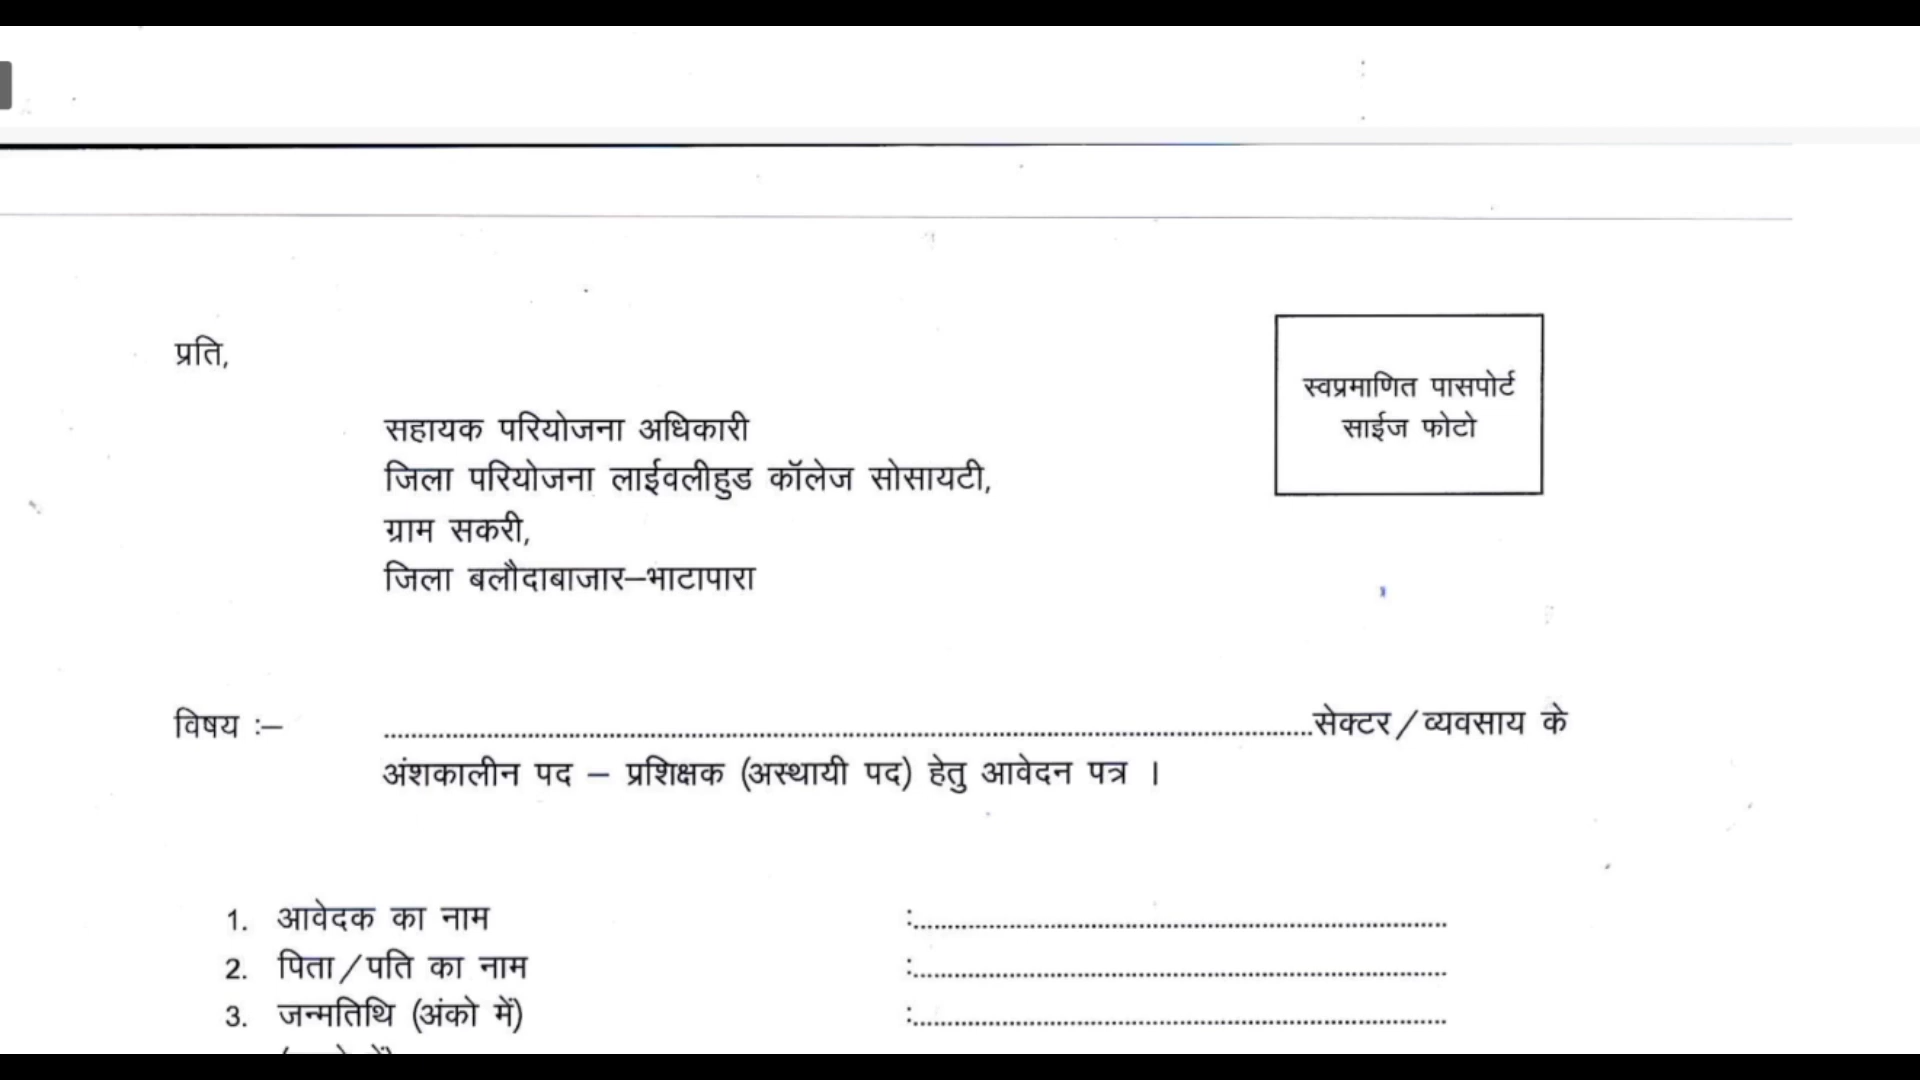 प्रति,
स्वप्रमाणित पासपोर्ट
साईज फोटो
सहायक परियोजना अधिकारी
जिला परियोजना लाईवलीहुड कॉलेज सोसायटी,
ग्राम सकरी,
जिला बलौदाबाजार–भाटापारा
विषय :– ........................................................................................................सेक्टर/व्यवसाय के
अंशकालीन पद – प्रशिक्षक (अस्थायी पद) हेतु आवेदन पत्र ।
1. आवेदक का नाम :................................................................................
2. पिता/पति का नाम :................................................................................
3. जन्मतिथि (अंको में) :................................................................................